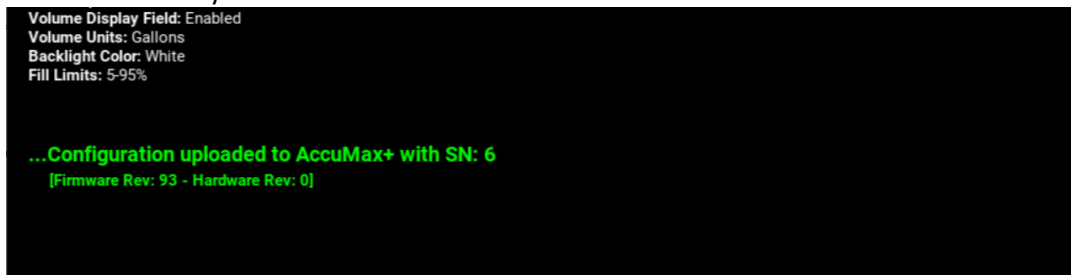 Volume Display Field: Enabled
Volume Units: Gallons
Backlight Color: White
Fill Limits: 5-95%
...Configuration uploaded to AccuMax+ with SN: 6
[Firmware Rev: 93 - Hardware Rev: 0]